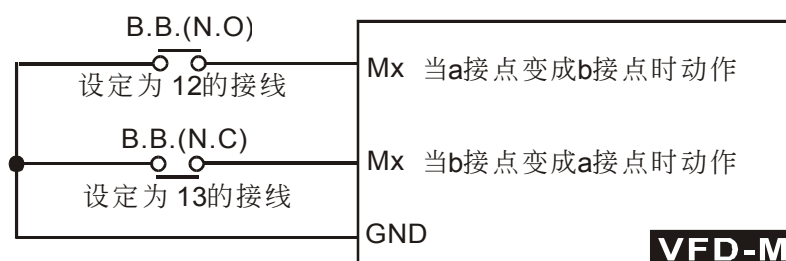 B.B.(N.O)
设定为 12的接线
Mx 当a接点变成b接点时动作
B.B.(N.C)
设定为 13的接线
Mx 当b接点变成a接点时动作
GND
VFD-M